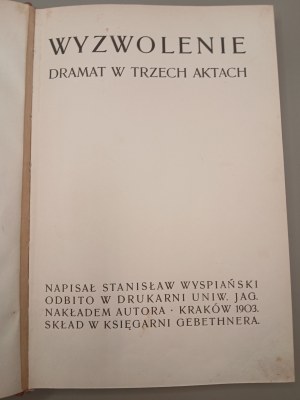 WYZWOLENIE
DRAMAT W TRZECH AKTACH
NAPISAŁ STANISŁAW WYSPIAŃSKI
ODBITO W DRUKARNI UNIW. JAG.
NAKŁADEM AUTORA · KRAKÓW 1903.
SKŁAD W KSIĘGARNI GEBETHNERA.